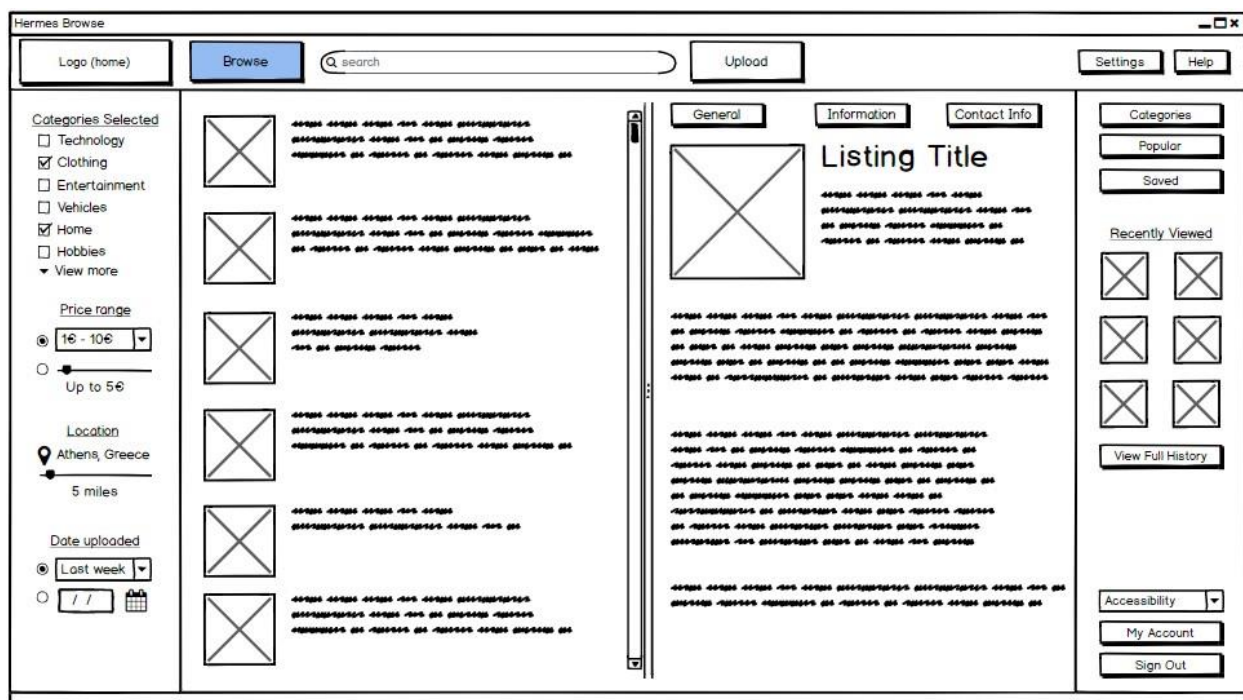 Hermes Browse
Logo (home)
Browse
search
Upload
Settings
Help
Categories Selected
Technology
Clothing
Entertainment
Vehicles
Home
Hobbies
View more
Price range
1€ - 10€
Up to 5€
Location
Athens, Greece
5 miles
Date uploaded
Last week
/ /
General
Information
Contact Info
Listing Title
Categories
Popular
Saved
Recently Viewed
View Full History
Accessibility
My Account
Sign Out